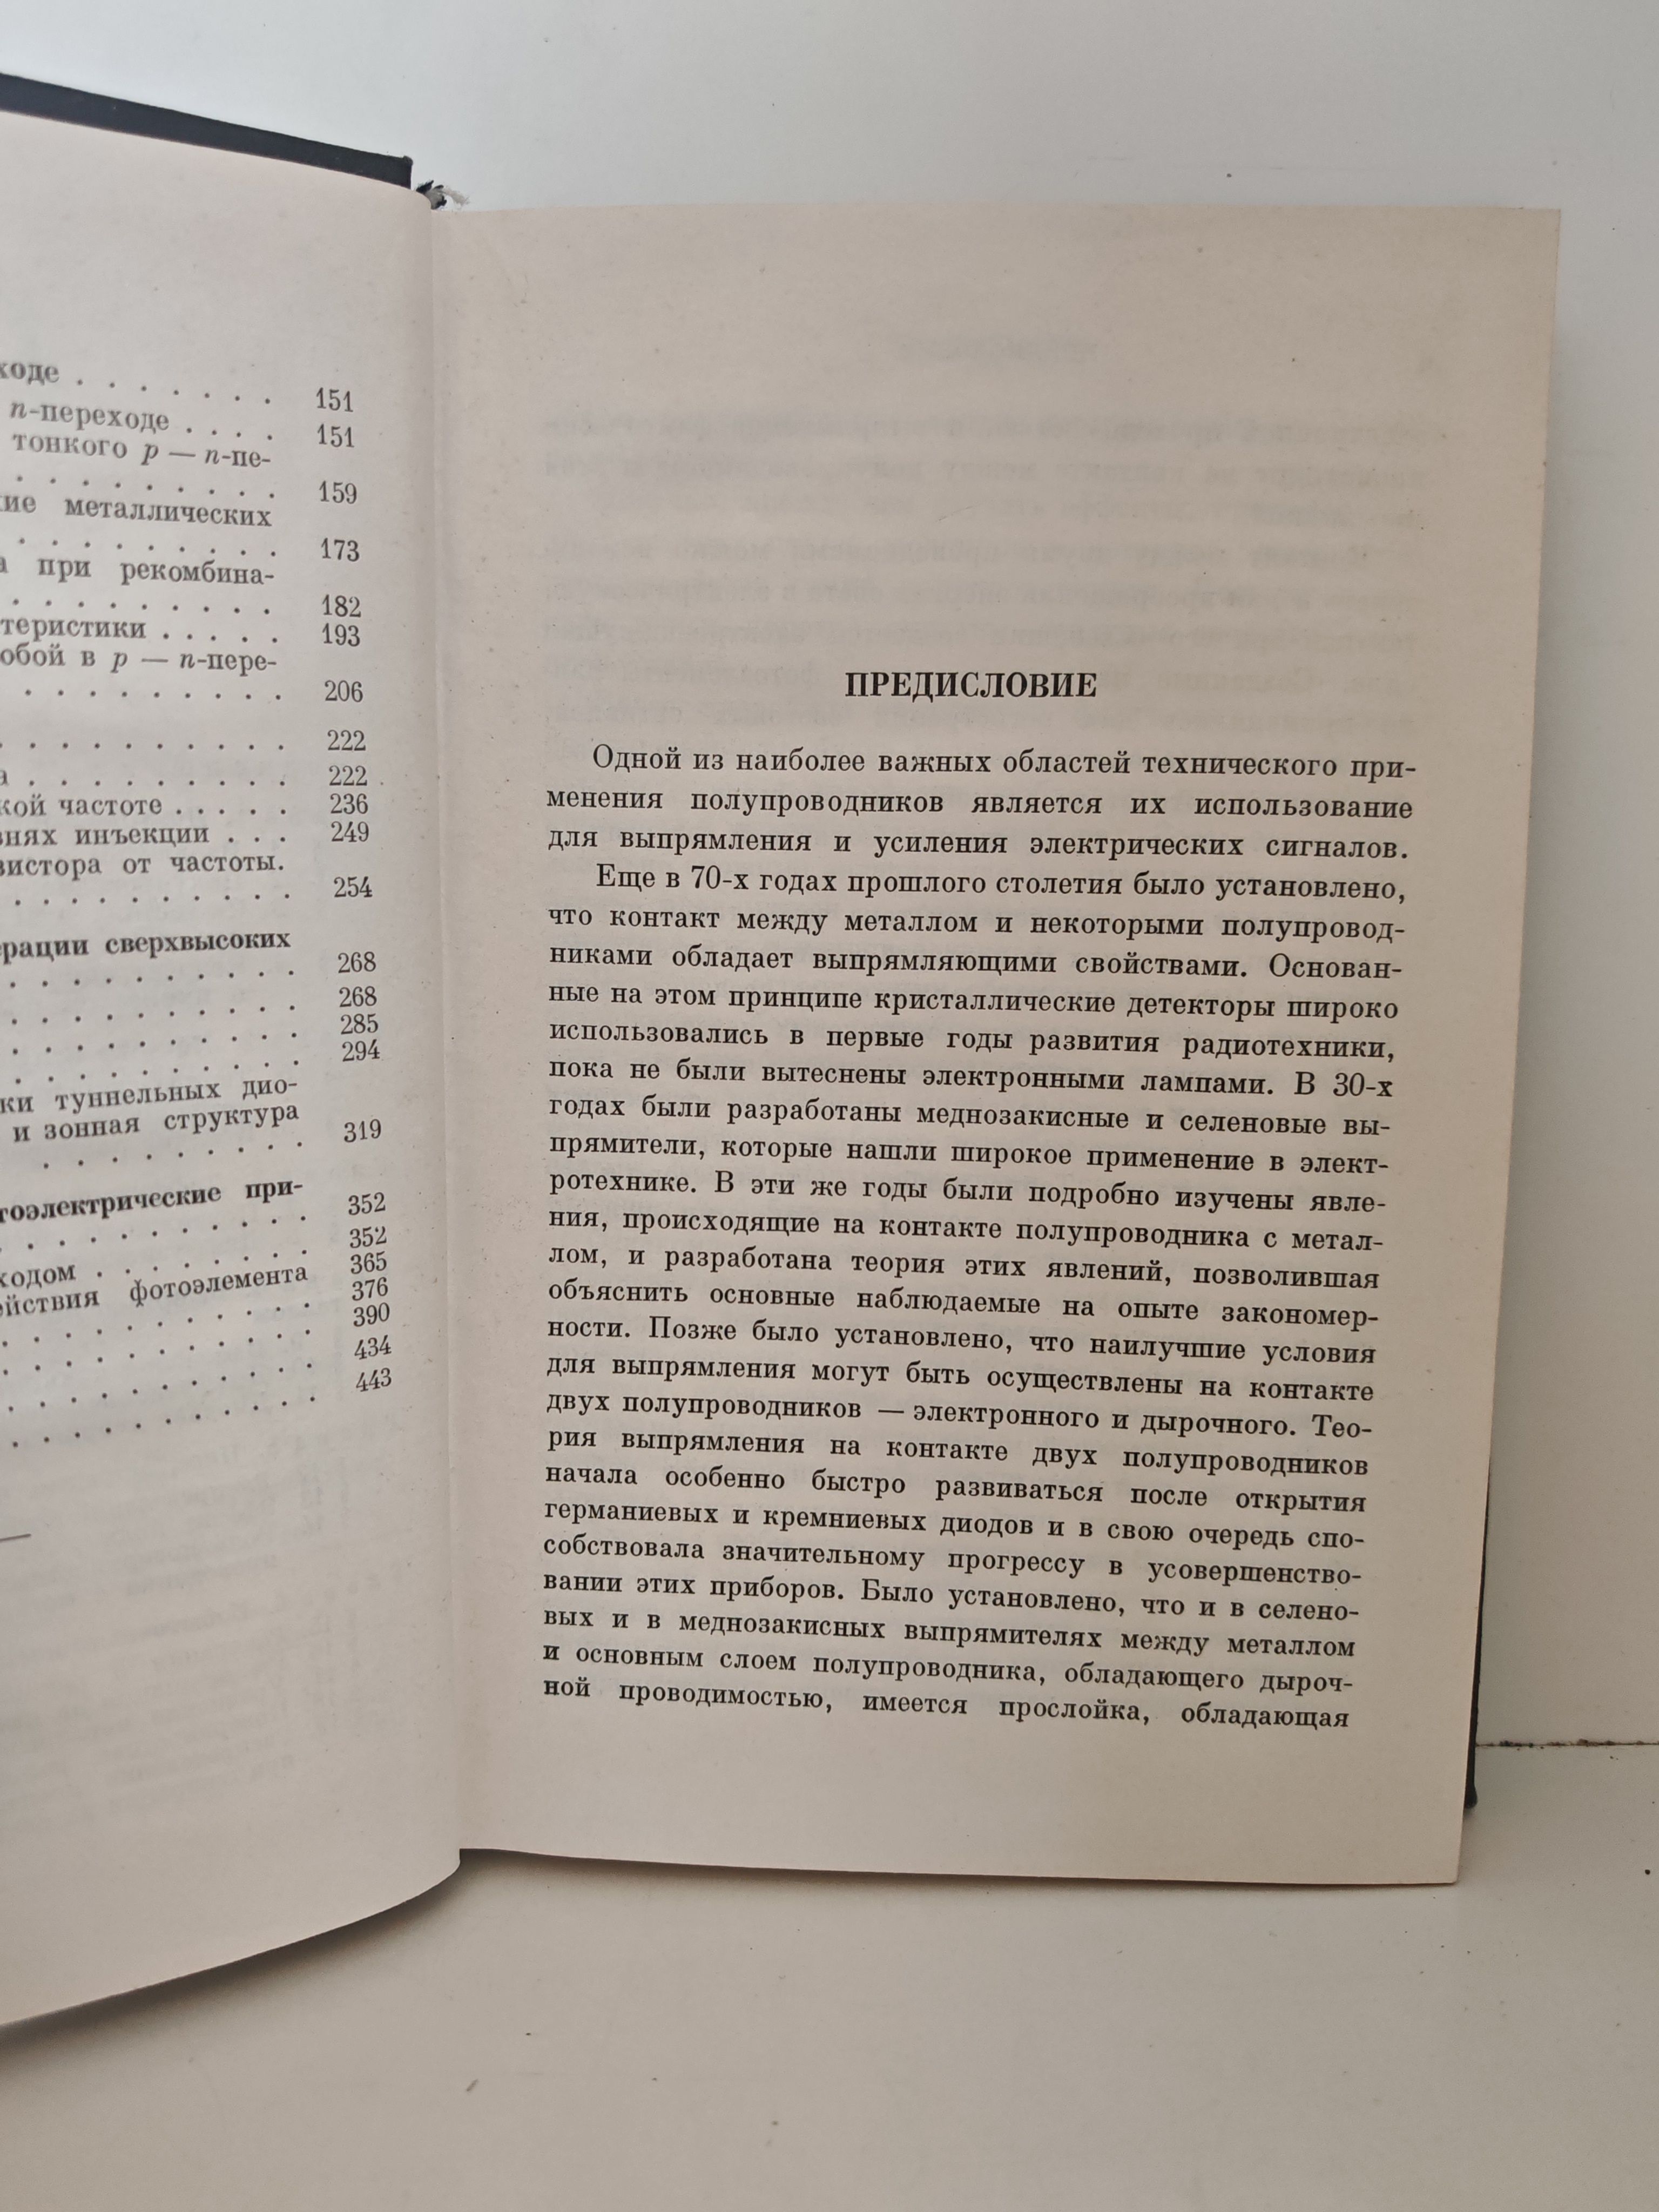 ходе . . . . . . . 151
n-переходе . . . . 151
тонкого p — n-пе-
. . . . . . . . . 159
ие металлических
. . . . . . . . . 173
при рекомбина-
. . . . . . . . . 182
теристики . . . . . 193
обой в p — n-пере-
. . . . . . . . . 206
. . . . . . . . . . 222
а . . . . . . . . . 222
кой частоте . . . . . 236
внях инъекции . . . 249
зистора от частоты.
. . . . . . . . . . 254
ерации сверхвысоких
. . . . . . . . . . 268
. . . . . . . . . . 268
. . . . . . . . . . 285
. . . . . . . . . . 294
ки туннельных дио-
и зонная структура
. . . . . . . . . 319
тоэлектрические при-
. . . . . . . . . . 352
ходом . . . . . . . 352
ействия фотоэлемента 365
. . . . . . . . . . 376
. . . . . . . . . . 390
. . . . . . . . . . 434
. . . . . . . . . . 443
ПРЕДИСЛОВИЕ
Одной из наиболее важных областей технического при-
менения полупроводников является их использование
для выпрямления и усиления электрических сигналов.
Еще в 70-х годах прошлого столетия было установлено,
что контакт между металлом и некоторыми полупровод-
никами обладает выпрямляющими свойствами. Основан-
ные на этом принципе кристаллические детекторы широко
использовались в первые годы развития радиотехники,
пока не были вытеснены электронными лампами. В 30-х
годах были разработаны меднозакисные и селеновые вы-
прямители, которые нашли широкое применение в элект-
ротехнике. В эти же годы были подробно изучены явле-
ния, происходящие на контакте полупроводника с метал-
лом, и разработана теория этих явлений, позволившая
объяснить основные наблюдаемые на опыте закономер-
ности. Позже было установлено, что наилучшие условия
для выпрямления могут быть осуществлены на контакте
двух полупроводников — электронного и дырочного. Тео-
рия выпрямления на контакте двух полупроводников
начала особенно быстро развиваться после открытия
германиевых и кремниевых диодов и в свою очередь спо-
собствовала значительному прогрессу в усовершенство-
вании этих приборов. Было установлено, что и в селено-
вых и в меднозакисных выпрямителях между металлом
и основным слоем полупроводника, обладающего дыроч-
ной проводимостью, имеется прослойка, обладающая